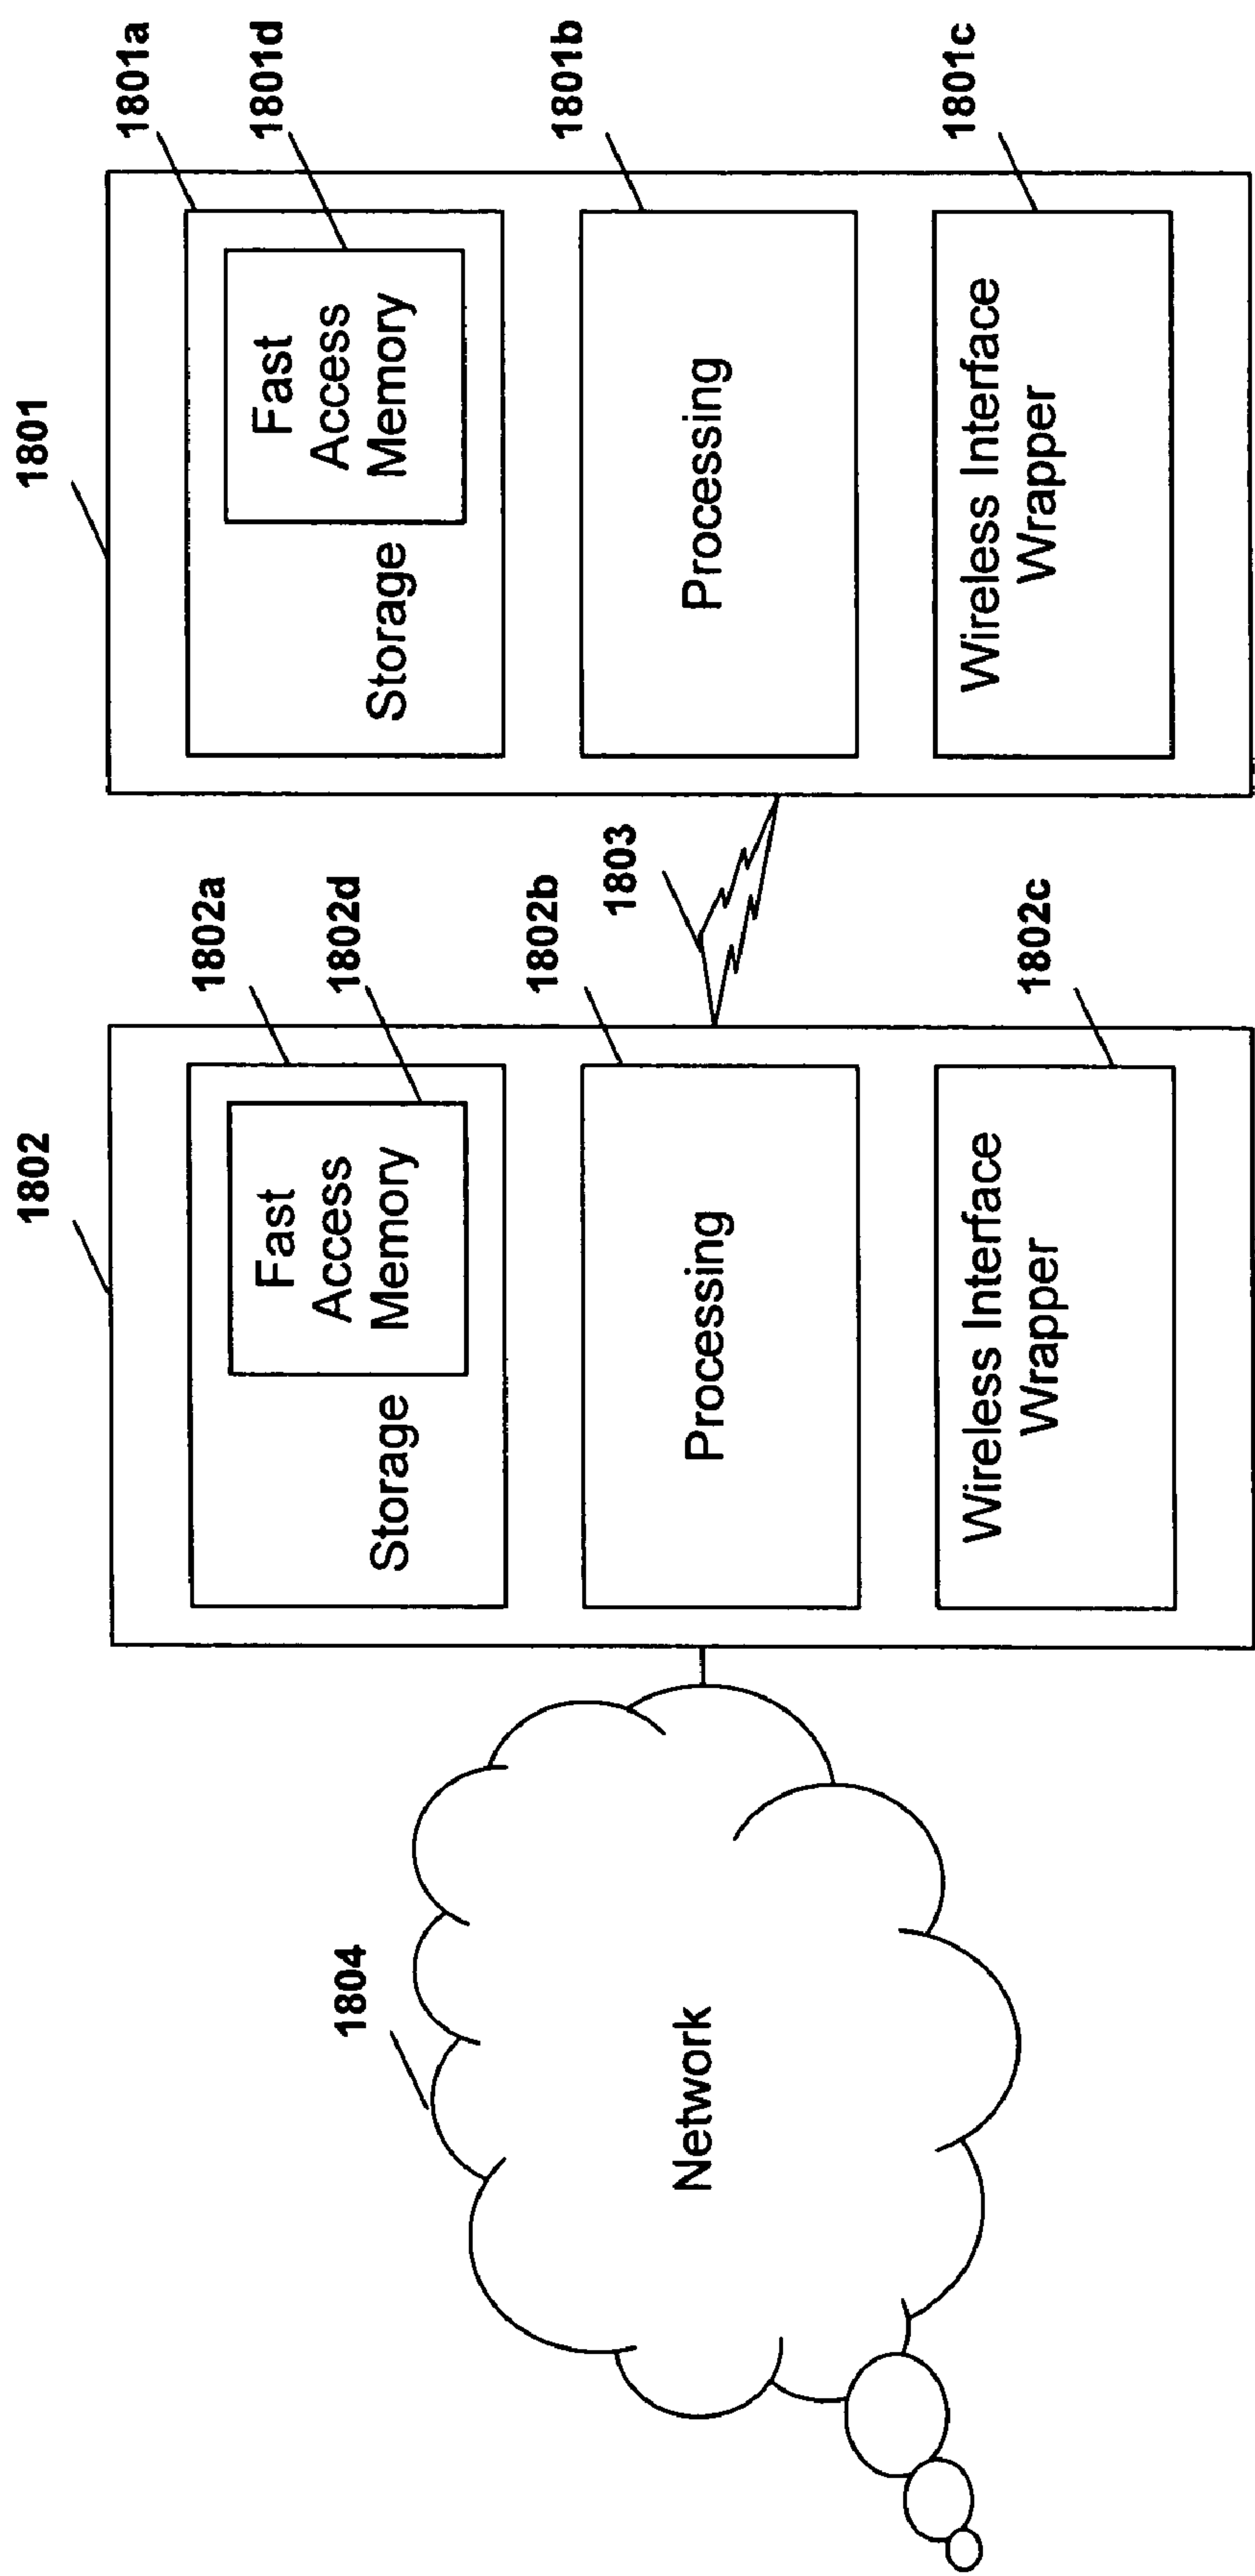 1802
1801
1802a
1802d
1801a
1801d
Fast
Access
Memory
Storage
Fast
Access
Memory
Storage
1802b
1803
1801b
Processing
Processing
1804
Network
1802c
1801c
Wireless Interface
Wrapper
Wireless Interface
Wrapper